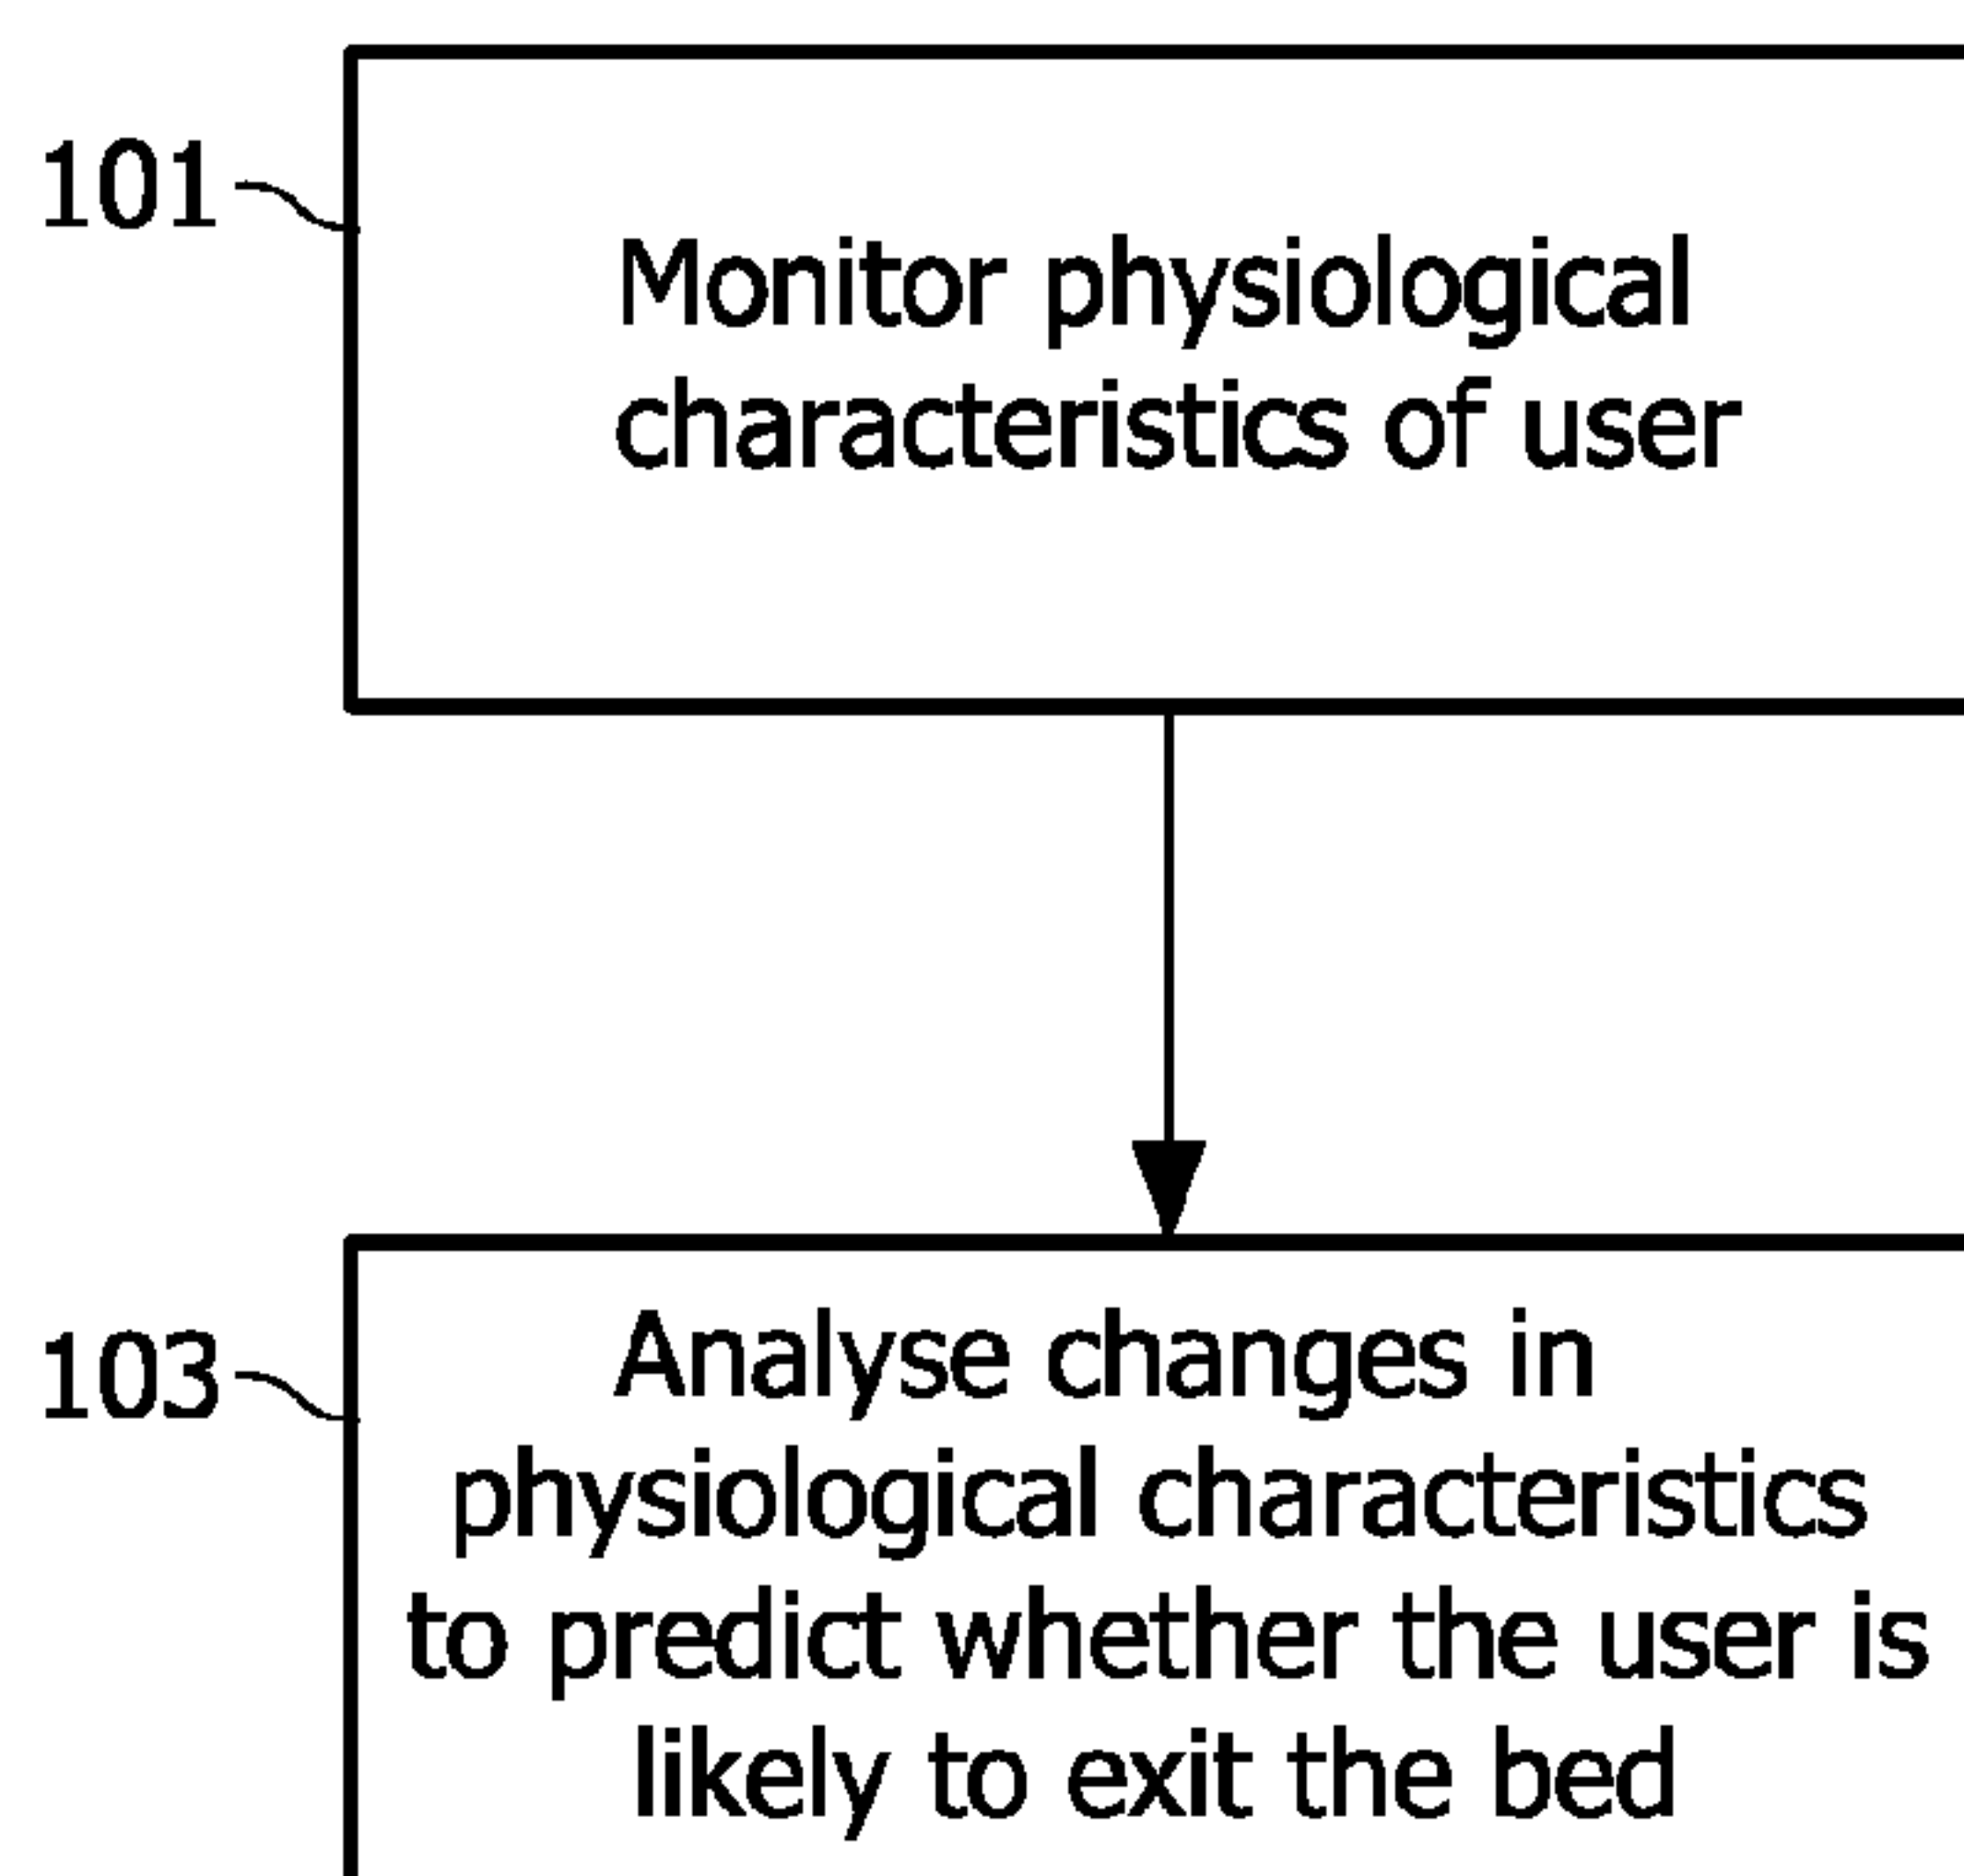 101
Monitor physiological
characteristics of user
103
Analyse changes in
physiological characteristics
to predict whether the user is
likely to exit the bed